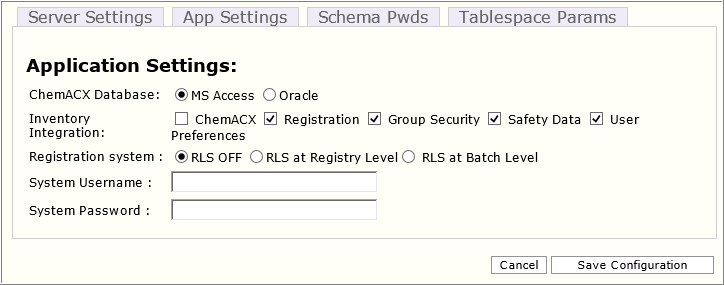 Server Settings App Settings Schema Pwds Tablespace Params
Application Settings:
ChemACX Database: MS Access Oracle
Inventory Integration: ChemACX Registration Group Security Safety Data User Preferences
Registration system : RLS OFF RLS at Registry Level RLS at Batch Level
System Username :
System Password :
Cancel Save Configuration